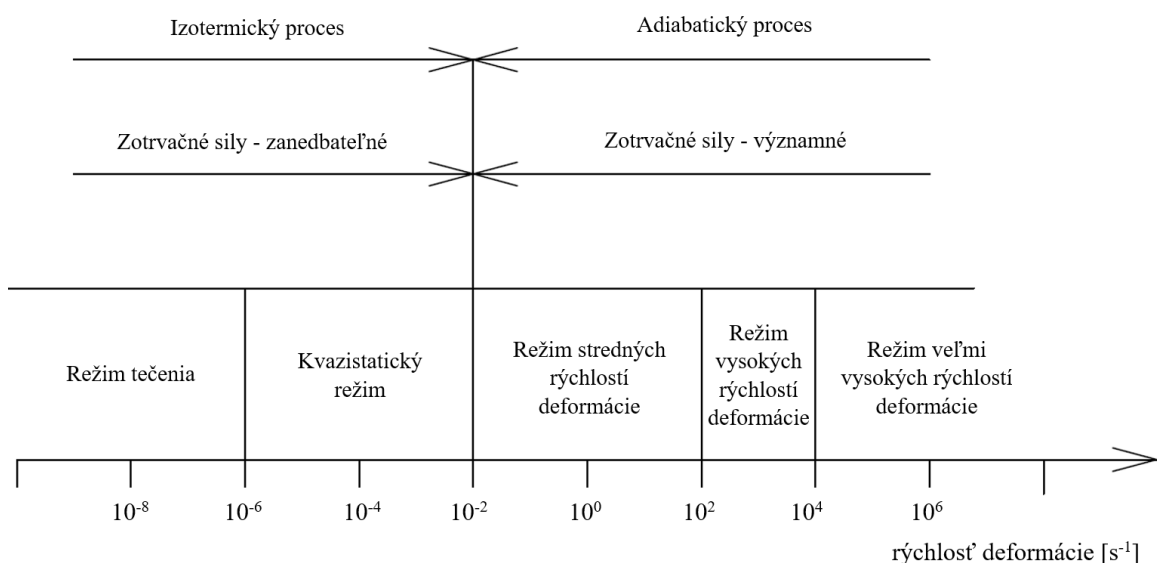 Izotermický proces
Adiabatický proces
Zotrvačné sily - zanedbateľné
Zotrvačné sily - významné
Režim tečenia
Kvazistatický
režim
Režim stredných
rýchlostí
deformácie
Režim
vysokých
rýchlostí
deformácie
Režim veľmi
vysokých rýchlostí
deformácie
10⁻⁸ 10⁻⁶ 10⁻⁴ 10⁻² 10⁰ 10² 10⁴ 10⁶
rýchlosť deformácie [s⁻¹]